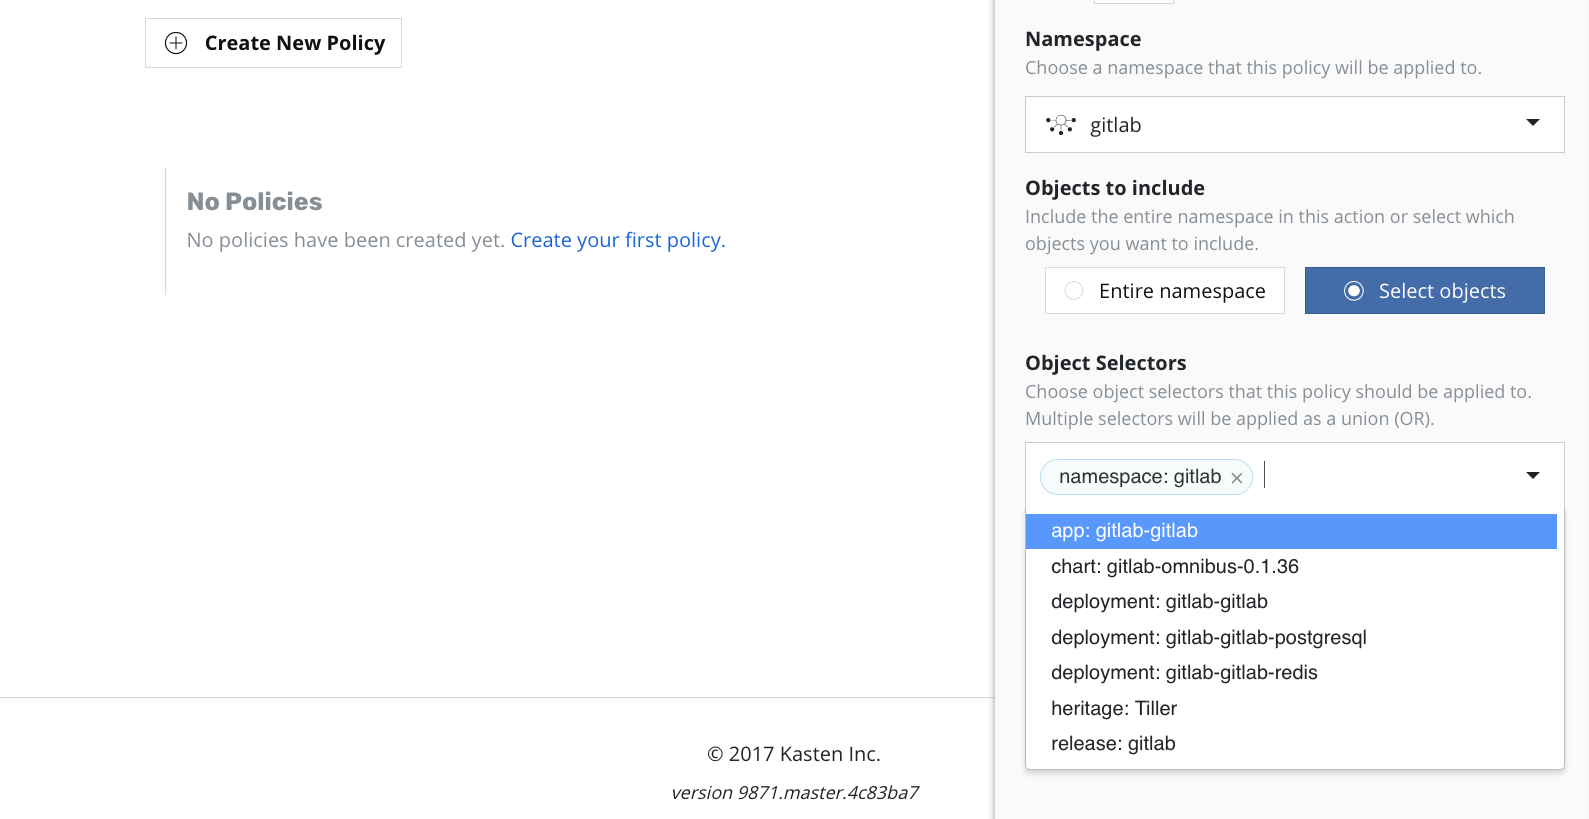 Create New Policy
No Policies
No policies have been created yet. Create your first policy.
© 2017 Kasten Inc.
version 9871.master.4c83ba7
Namespace
Choose a namespace that this policy will be applied to.
gitlab
Objects to include
Include the entire namespace in this action or select which
objects you want to include.
Entire namespace
Select objects
Object Selectors
Choose object selectors that this policy should be applied to.
Multiple selectors will be applied as a union (OR).
namespace: gitlab ×
app: gitlab-gitlab
chart: gitlab-omnibus-0.1.36
deployment: gitlab-gitlab
deployment: gitlab-gitlab-postgresql
deployment: gitlab-gitlab-redis
heritage: Tiller
release: gitlab